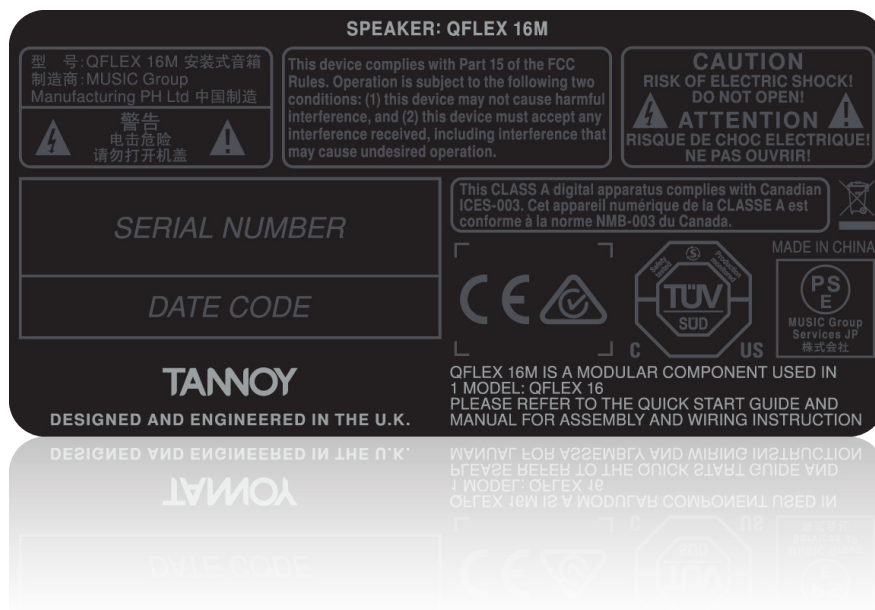 SPEAKER: QFLEX 16M
型 号:QFLEX 16M 安装式音箱
制造商:MUSIC Group
Manufacturing PH Ltd 中国制造
警告
电击危险
请勿打开机盖
This device complies with Part 15 of the FCC
Rules. Operation is subject to the following two
conditions: (1) this device may not cause harmful
interference, and (2) this device must accept any
interference received, including interference that
may cause undesired operation.
CAUTION
RISK OF ELECTRIC SHOCK!
DO NOT OPEN!
ATTENTION
RISQUE DE CHOC ELECTRIQUE!
NE PAS OUVRIR!
SERIAL NUMBER
DATE CODE
This CLASS A digital apparatus complies with Canadian
ICES-003. Cet appareil numérique de la CLASSE A est
conforme à la norme NMB-003 du Canada.
CE
Safety tested
S
Production monitored
TÜV
SÜD
C US
MADE IN CHINA
PS
E
MUSIC Group
Services JP
株式会社
TANNOY
DESIGNED AND ENGINEERED IN THE U.K.
QFLEX 16M IS A MODULAR COMPONENT USED IN
1 MODEL: QFLEX 16
PLEASE REFER TO THE QUICK START GUIDE AND
MANUAL FOR ASSEMBLY AND WIRING INSTRUCTION